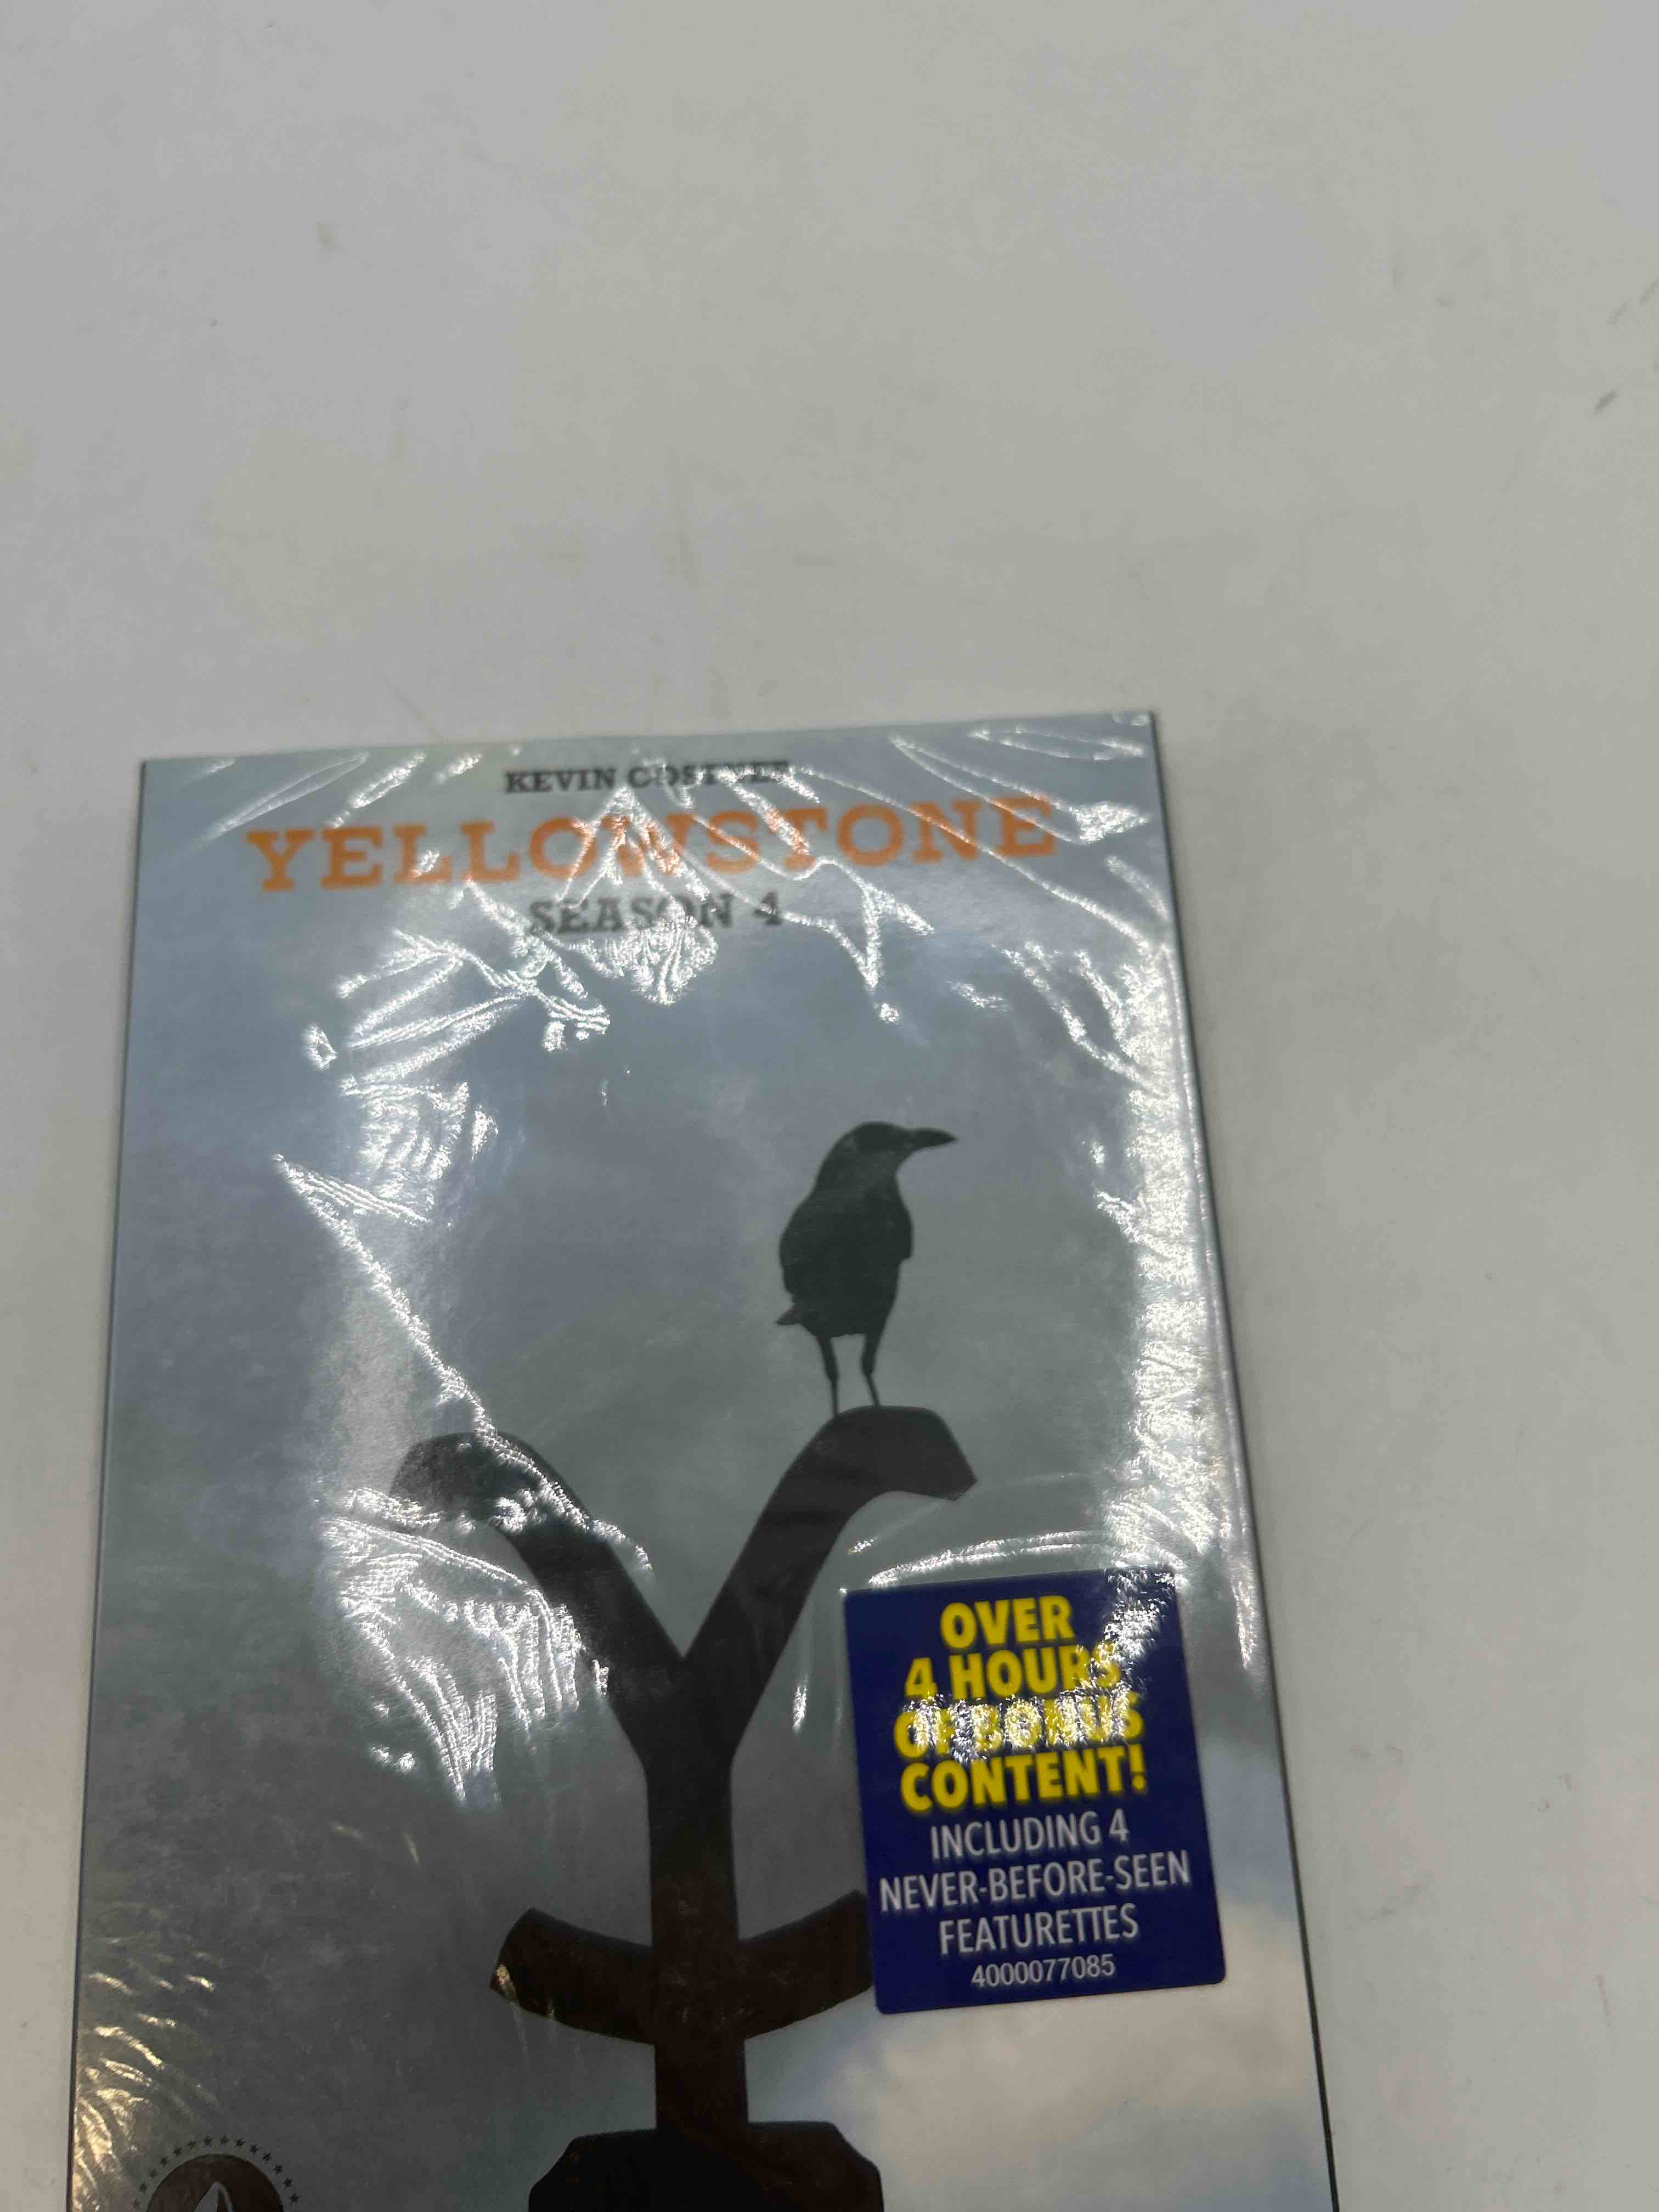 KEVIN COSTNER
YELLOWSTONE
SEASON 4
OVER
4 HOURS
OF BONUS
CONTENT!
INCLUDING 4
NEVER-BEFORE-SEEN
FEATURETTES
4000077085